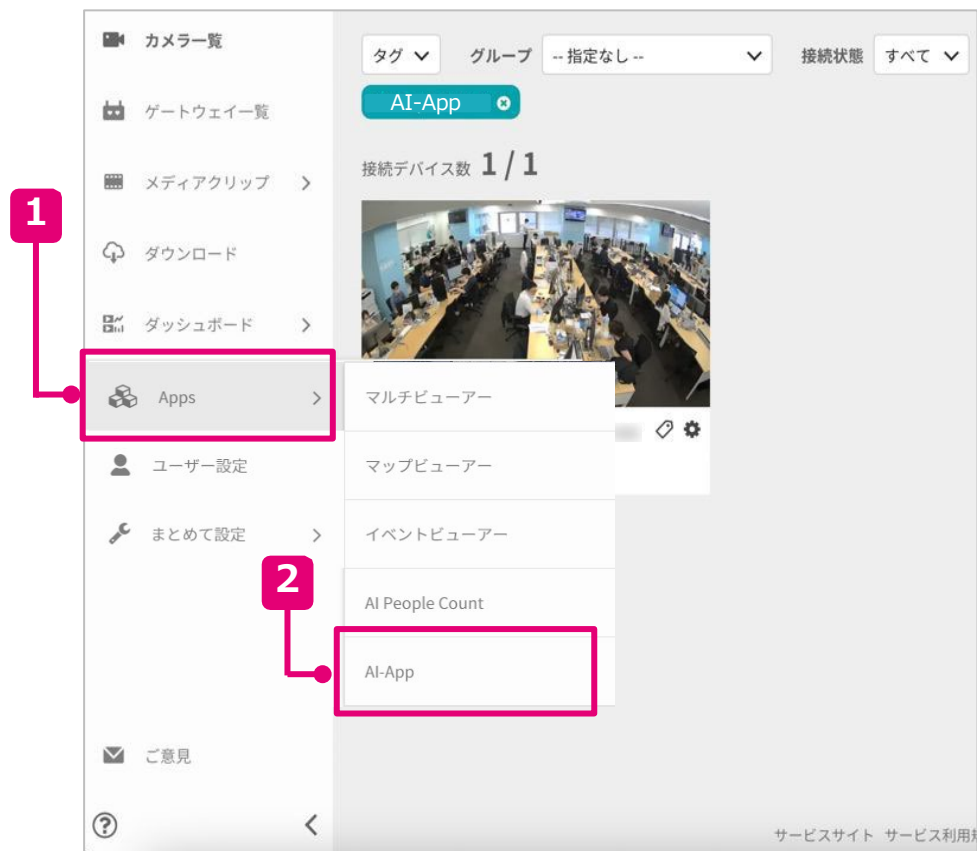 カメラ一覧
ゲートウェイ一覧
メディアクリップ
ダウンロード
ダッシュボード
1
Apps
ユーザー設定
まとめて設定
2
ご意見
タグ グループ -- 指定なし -- 接続状態 すべて
AI-App
接続デバイス数 1 / 1
マルチビューアー
マップビューアー
イベントビューアー
AI People Count
AI-App
サービスサイト サービス利用規